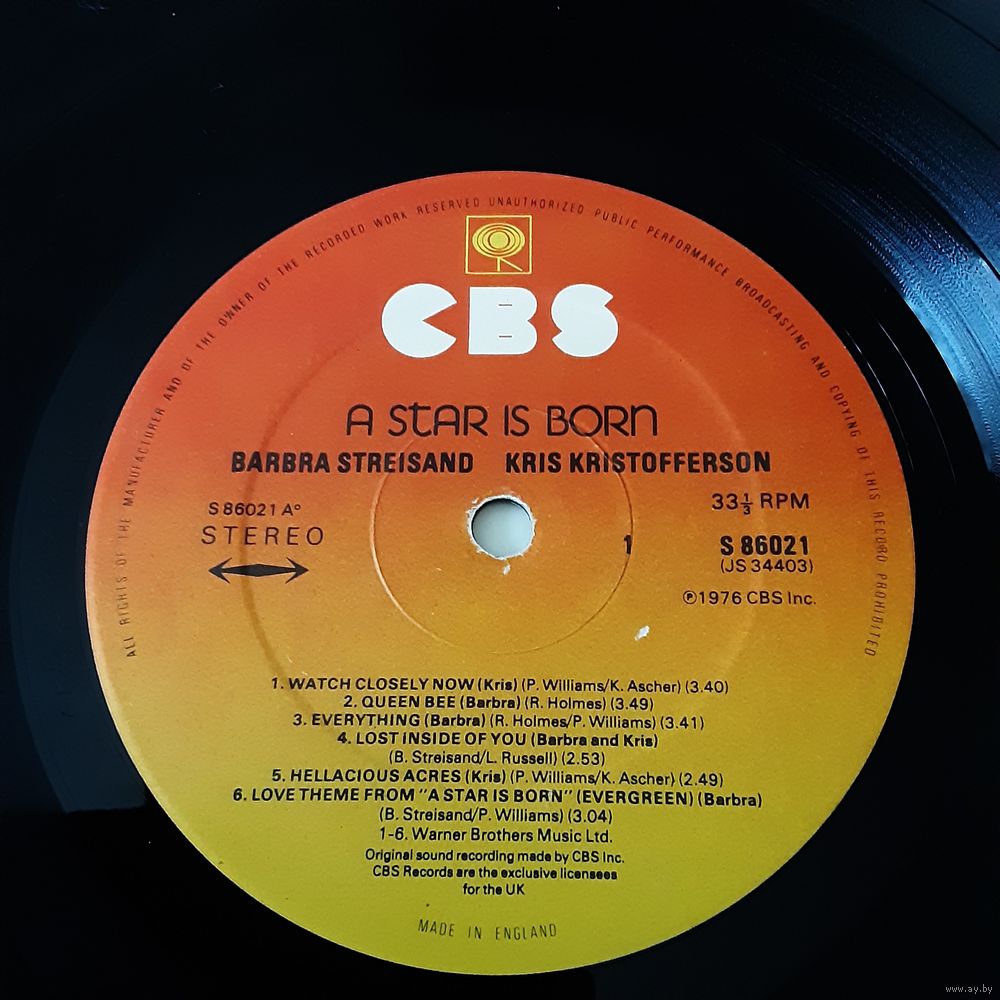 ALL RIGHTS OF THE MANUFACTURER AND OF THE OWNER OF THE RECORDED WORK RESERVED UNAUTHORIZED PUBLIC PERFORMANCE BROADCASTING AND COPYING OF THIS RECORD PROHIBITED
CBS
A STAR IS BORN
BARBRA STREISAND KRIS KRISTOFFERSON
S 86021 A°
STEREO
33 1/3 RPM
1
S 86021
(JS 34403)
℗1976 CBS Inc.
1. WATCH CLOSELY NOW (Kris) (P. Williams/K. Ascher) (3.40)
2. QUEEN BEE (Barbra) (R. Holmes) (3.49)
3. EVERYTHING (Barbra) (R. Holmes/P. Williams) (3.41)
4. LOST INSIDE OF YOU (Barbra and Kris)
(B. Streisand/L. Russell) (2.53)
5. HELLACIOUS ACRES (Kris) (P. Williams/K. Ascher) (2.49)
6. LOVE THEME FROM "A STAR IS BORN" (EVERGREEN) (Barbra)
(B. Streisand/P. Williams) (3.04)
1-6. Warner Brothers Music Ltd.
Original sound recording made by CBS Inc.
CBS Records are the exclusive licensees
for the UK
MADE IN ENGLAND
www.ay.by